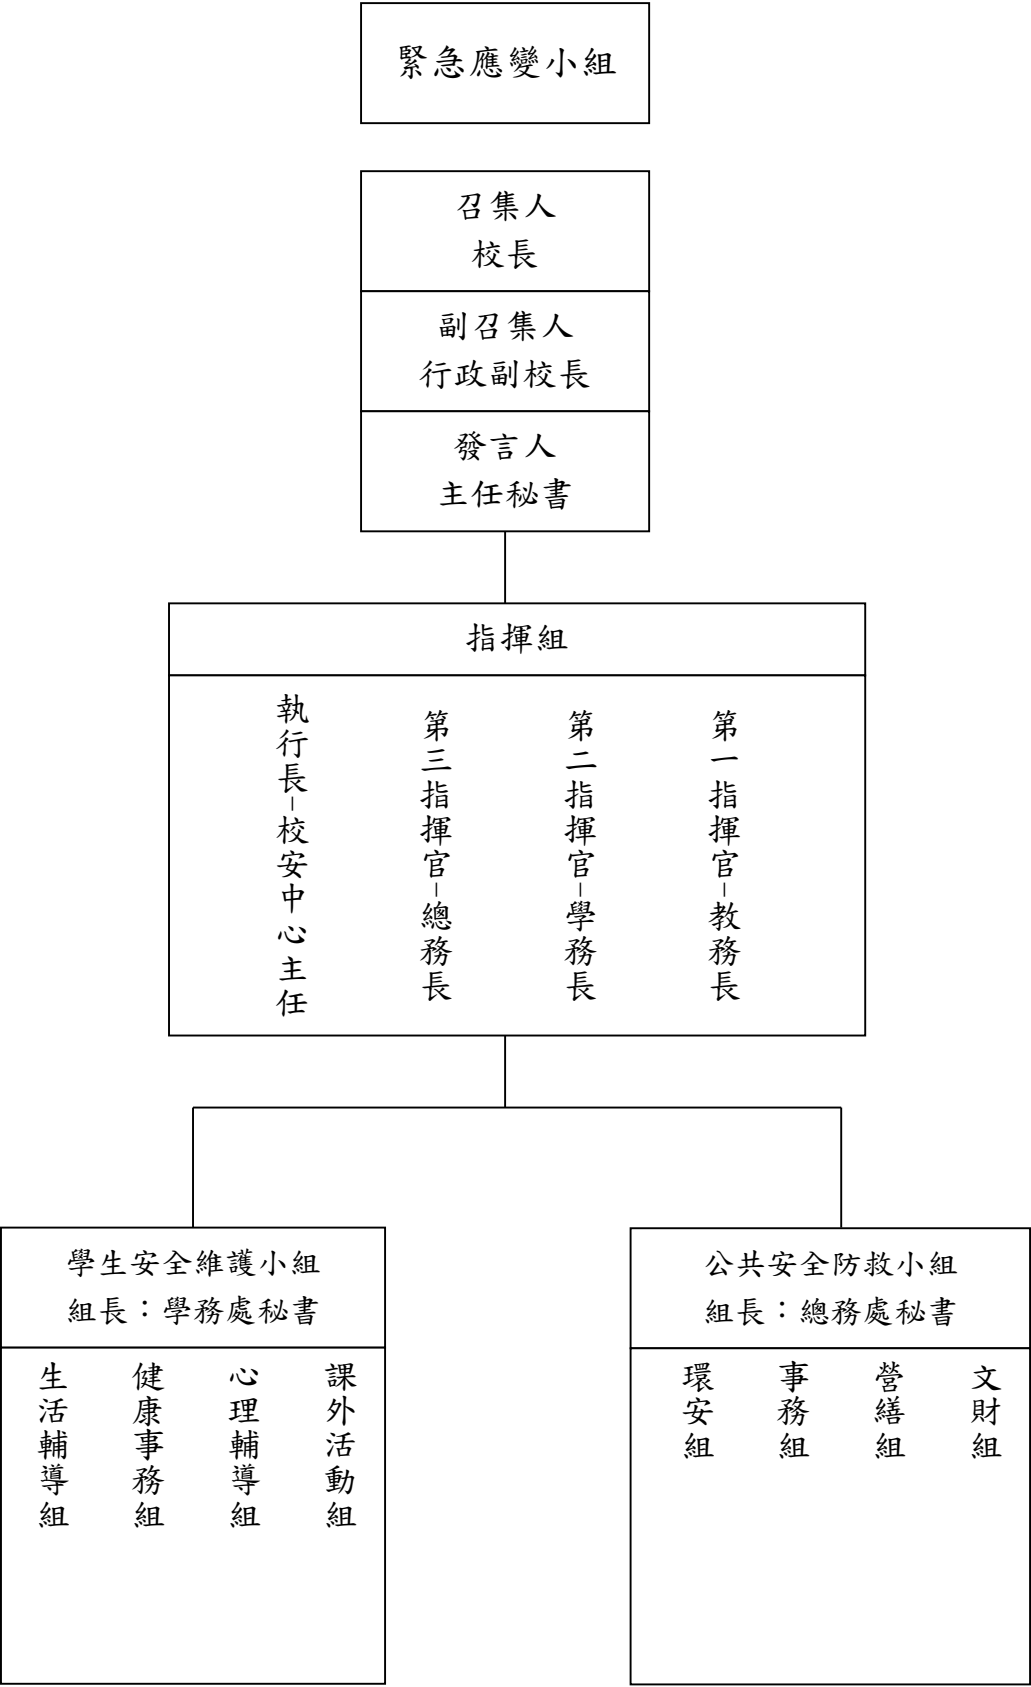 緊急應變小組
召集人
校長
副召集人
行政副校長
發言人
主任秘書
指揮組
第一指揮官-教務長
第二指揮官-學務長
第三指揮官-總務長
執行長-校安中心主任
學生安全維護小組
組長：學務處秘書
課外活動組
心理輔導組
健康事務組
生活輔導組
公共安全防救小組
組長：總務處秘書
文財組
營繕組
事務組
環安組